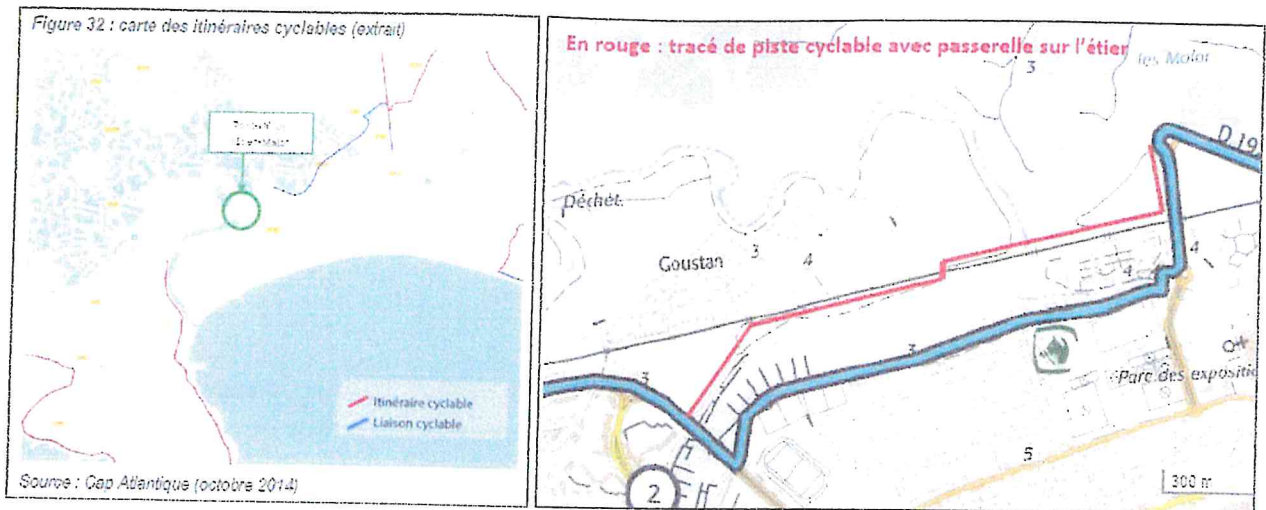 Figure 32 : carte des itinéraires cyclables (extrait)
Itinéraire cyclable
Liaison cyclable
Source : Cap Atlantique (octobre 2014)
En rouge : tracé de piste cyclable avec passerelle sur l'étier
les Molor
3
D 19
Déchet.
Goustan
3
4
4
4
3
3
Parc des expositio
5
2
300 m